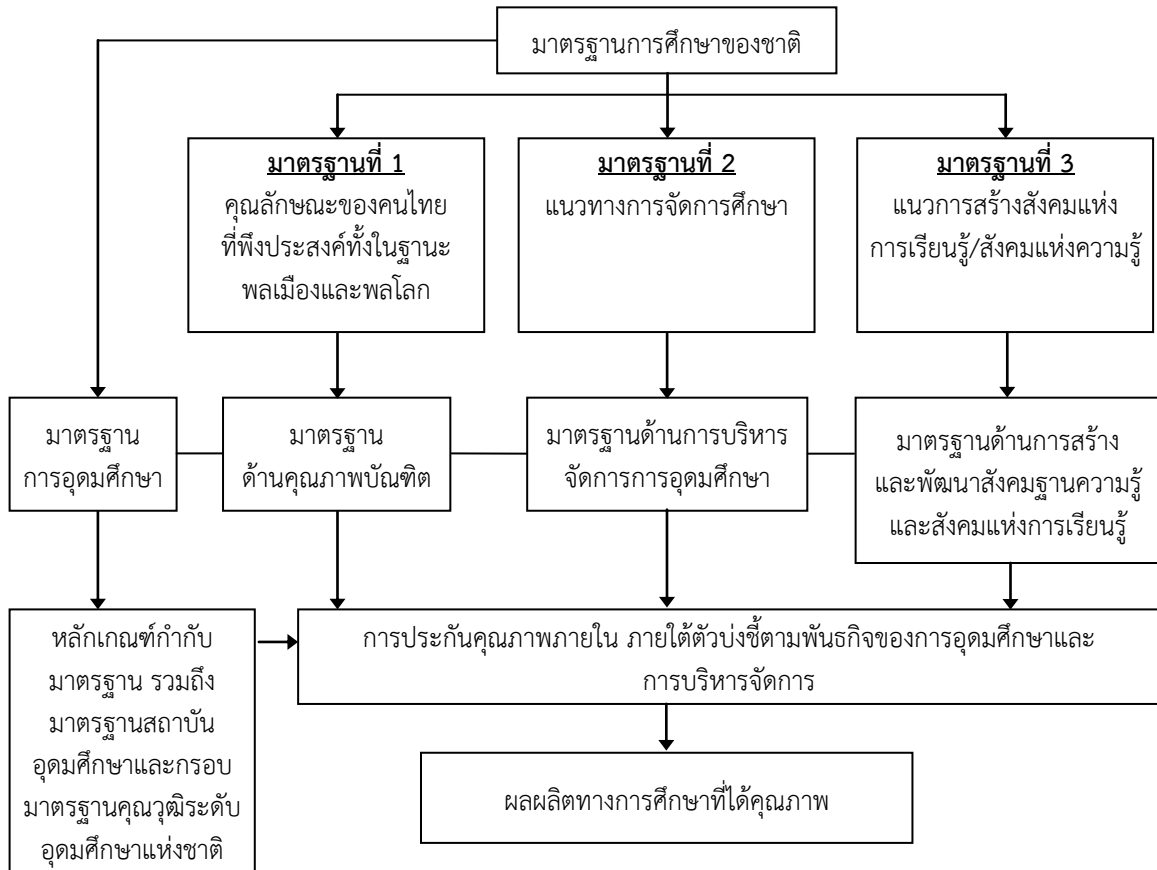 มาตรฐานการศึกษาของชาติ
มาตรฐานที่ 1
คุณลักษณะของคนไทย
ที่พึงประสงค์ทั้งในฐานะ
พลเมืองและพลโลก
มาตรฐานที่ 2
แนวทางการจัดการศึกษา
มาตรฐานที่ 3
แนวการสร้างสังคมแห่ง
การเรียนรู้/สังคมแห่งความรู้
มาตรฐาน
การอุดมศึกษา
มาตรฐาน
ด้านคุณภาพบัณฑิต
มาตรฐานด้านการบริหาร
จัดการการอุดมศึกษา
มาตรฐานด้านการสร้าง
และพัฒนาสังคมฐานความรู้
และสังคมแห่งการเรียนรู้
หลักเกณฑ์กำกับ
มาตรฐาน รวมถึง
มาตรฐานสถาบัน
อุดมศึกษาและกรอบ
มาตรฐานคุณวุฒิระดับ
อุดมศึกษาแห่งชาติ
การประกันคุณภาพภายใน ภายใต้ตัวบ่งชี้ตามพันธกิจของการอุดมศึกษาและ
การบริหารจัดการ
ผลผลิตทางการศึกษาที่ได้คุณภาพ